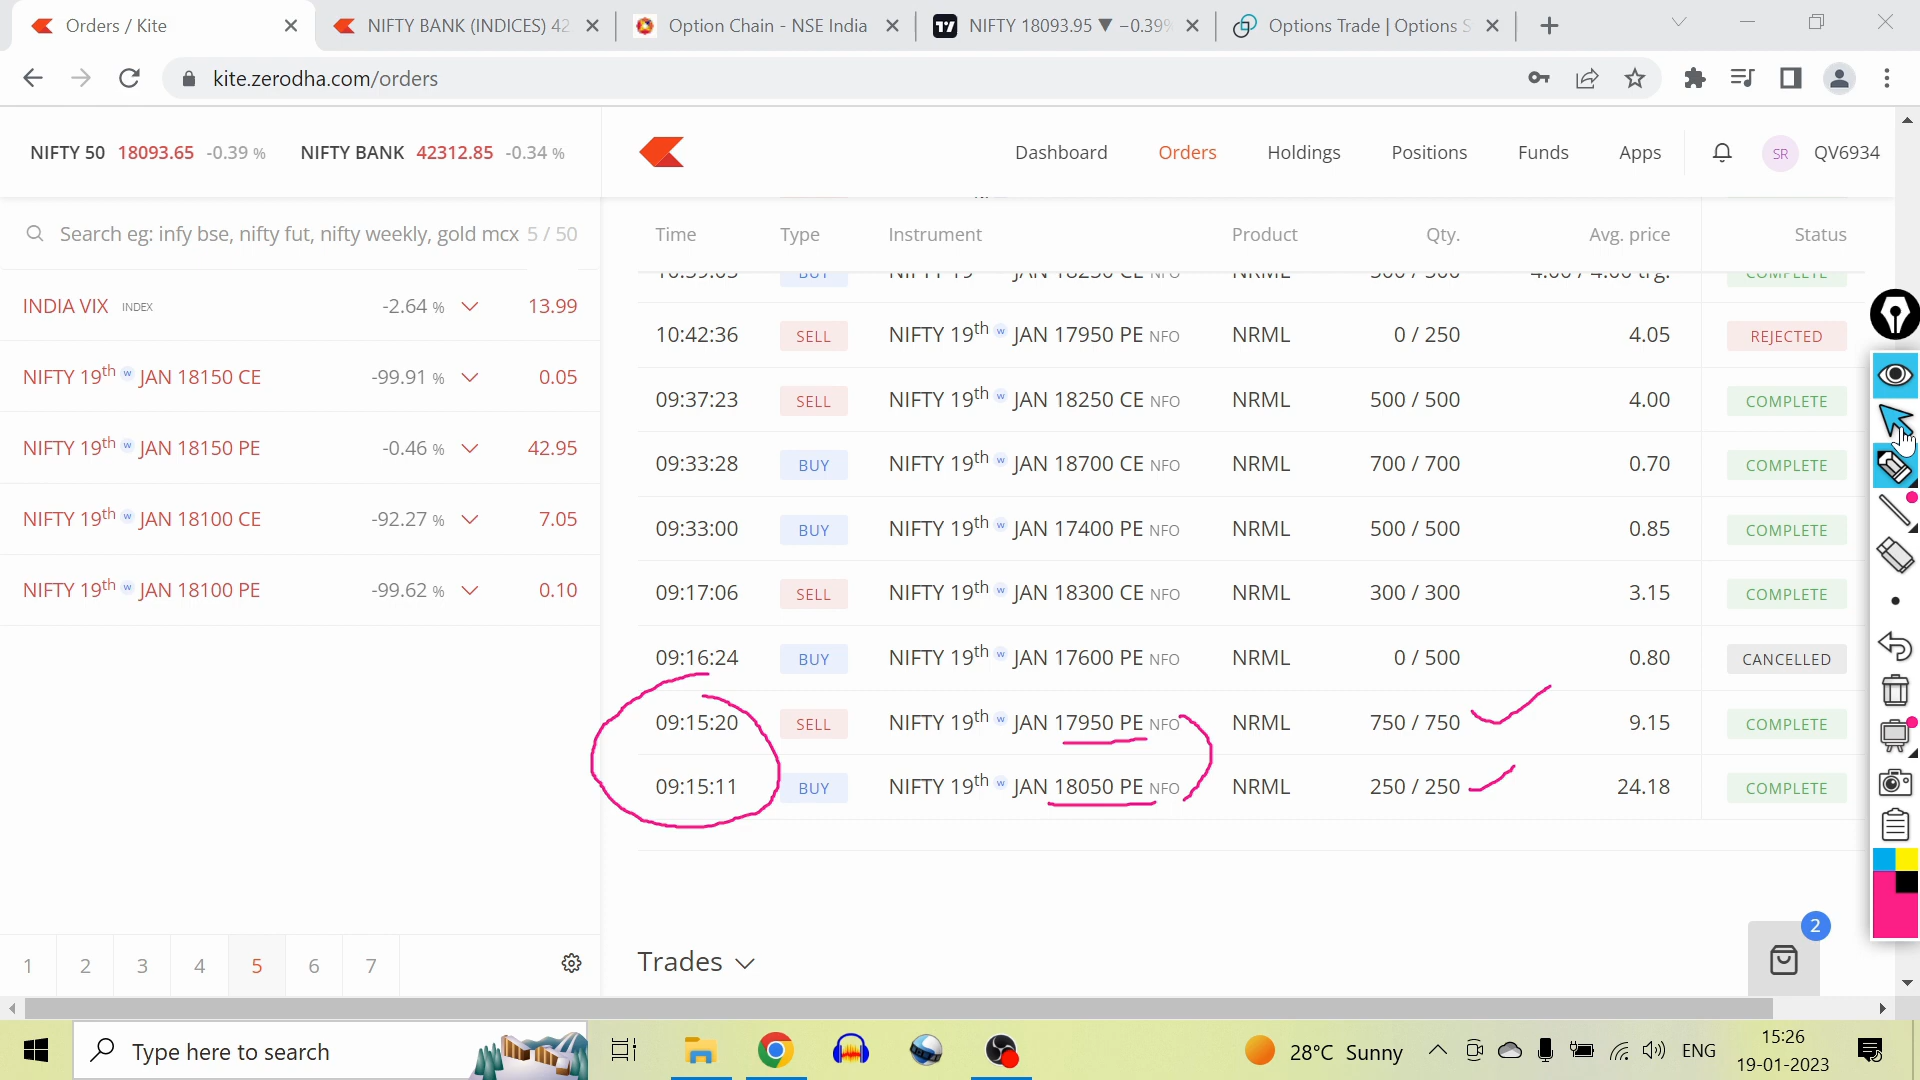 Orders / Kite
NIFTY BANK (INDICES) 42
Option Chain - NSE India
NIFTY 18093.95 ▼ −0.39%
Options Trade | Options S
kite.zerodha.com/orders
NIFTY 50 18093.65 -0.39 % NIFTY BANK 42312.85 -0.34 %
Dashboard Orders Holdings Positions Funds Apps SR QV6934
Search eg: infy bse, nifty fut, nifty weekly, gold mcx 5 / 50
INDIA VIX INDEX -2.64 % 13.99
NIFTY 19th w JAN 18150 CE -99.91 % 0.05
NIFTY 19th w JAN 18150 PE -0.46 % 42.95
NIFTY 19th w JAN 18100 CE -92.27 % 7.05
NIFTY 19th w JAN 18100 PE -99.62 % 0.10
1 2 3 4 5 6 7
Time Type Instrument Product Qty. Avg. price Status
BUY JAN 18250 CE NFO NRML COMPLETE
10:42:36 SELL NIFTY 19th w JAN 17950 PE NFO NRML 0 / 250 4.05 REJECTED
09:37:23 SELL NIFTY 19th w JAN 18250 CE NFO NRML 500 / 500 4.00 COMPLETE
09:33:28 BUY NIFTY 19th w JAN 18700 CE NFO NRML 700 / 700 0.70 COMPLETE
09:33:00 BUY NIFTY 19th w JAN 17400 PE NFO NRML 500 / 500 0.85 COMPLETE
09:17:06 SELL NIFTY 19th w JAN 18300 CE NFO NRML 300 / 300 3.15 COMPLETE
09:16:24 BUY NIFTY 19th w JAN 17600 PE NFO NRML 0 / 500 0.80 CANCELLED
09:15:20 SELL NIFTY 19th w JAN 17950 PE NFO NRML 750 / 750 9.15 COMPLETE
09:15:11 BUY NIFTY 19th w JAN 18050 PE NFO NRML 250 / 250 24.18 COMPLETE
Trades
2
Type here to search
28°C Sunny
ENG
15:26
19-01-2023